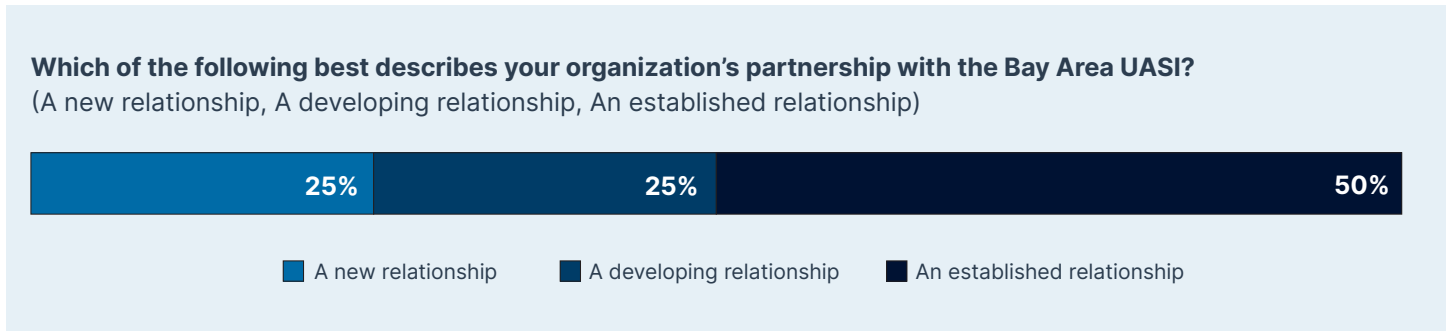 Which of the following best describes your organization’s partnership with the Bay Area UASI?
(A new relationship, A developing relationship, An established relationship)
25%
25%
50%
A new relationship
A developing relationship
An established relationship